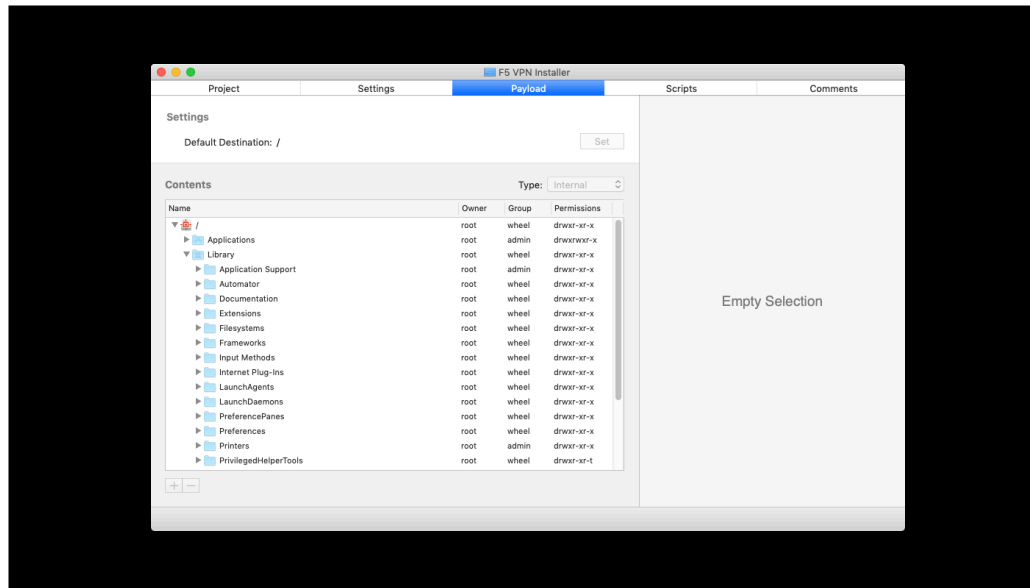 F5 VPN Installer
Project Settings Payload Scripts Comments
Settings
Default Destination: / Set
Contents Type: Internal
Name Owner Group Permissions
/ root wheel drwxr-xr-x
Applications root admin drwxrwxr-x
Library root wheel drwxr-xr-x
Application Support root admin drwxr-xr-x
Automator root wheel drwxr-xr-x
Documentation root wheel drwxr-xr-x
Extensions root wheel drwxr-xr-x
Filesystems root wheel drwxr-xr-x
Frameworks root wheel drwxr-xr-x
Input Methods root wheel drwxr-xr-x
Internet Plug-Ins root wheel drwxr-xr-x
LaunchAgents root wheel drwxr-xr-x
LaunchDaemons root wheel drwxr-xr-x
PreferencePanes root wheel drwxr-xr-x
Preferences root wheel drwxr-xr-x
Printers root admin drwxr-xr-x
PrivilegedHelperTools root wheel drwxr-xr-t
Empty Selection